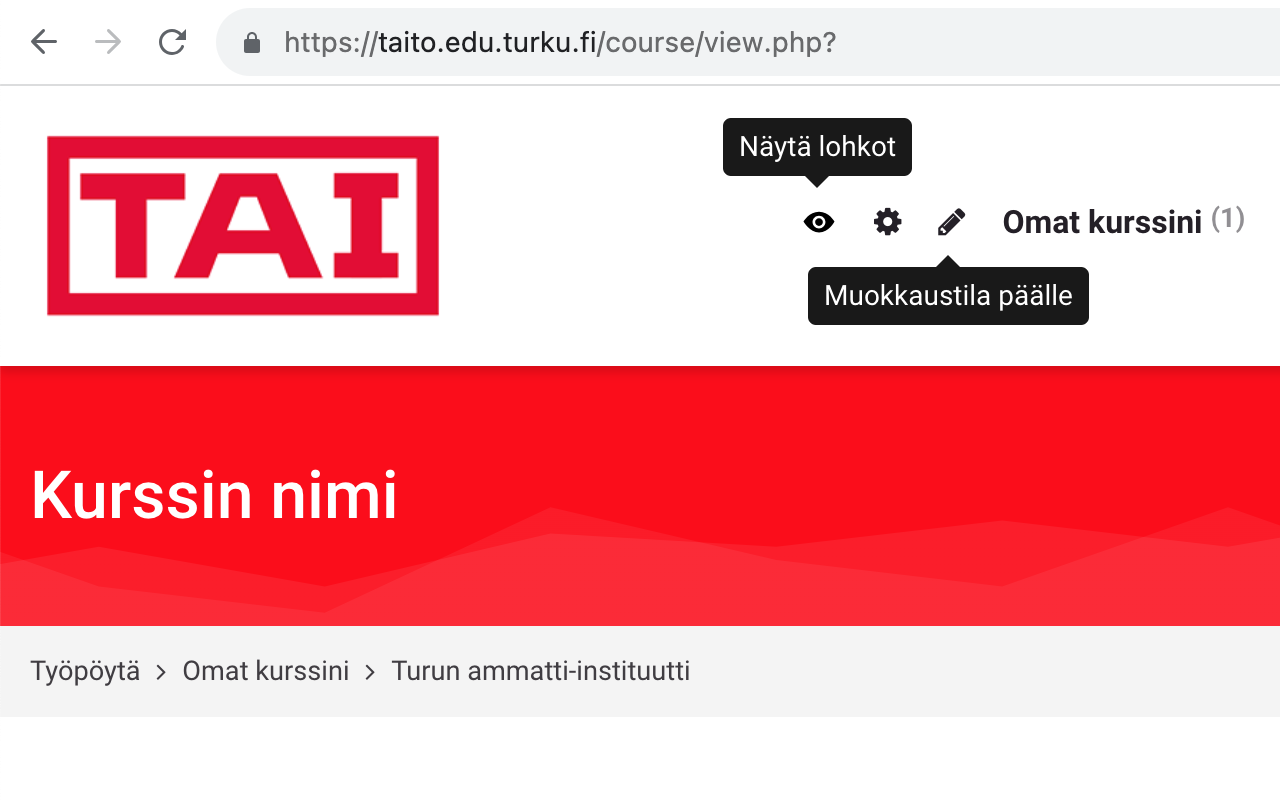 https://taito.edu.turku.fi/course/view.php?
TAI
Näytä lohkot
Omat kurssini (1)
Muokkaustila päälle
Kurssin nimi
Työpöytä > Omat kurssini > Turun ammatti-instituutti